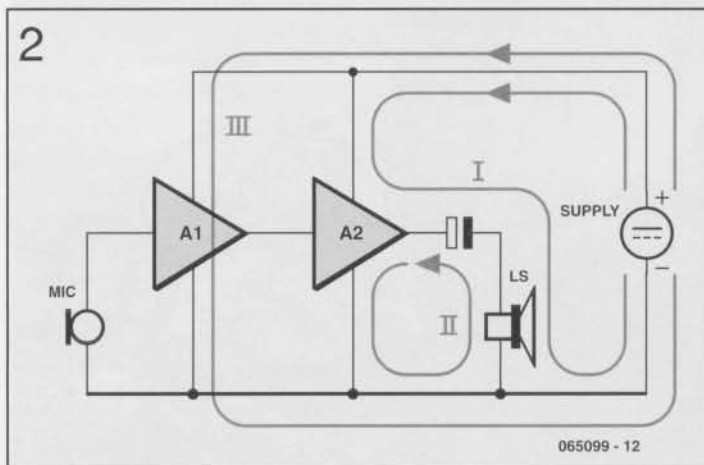 2
III
I
SUPPLY
+
A1
A2
−
MIC
LS
II
065099 - 12